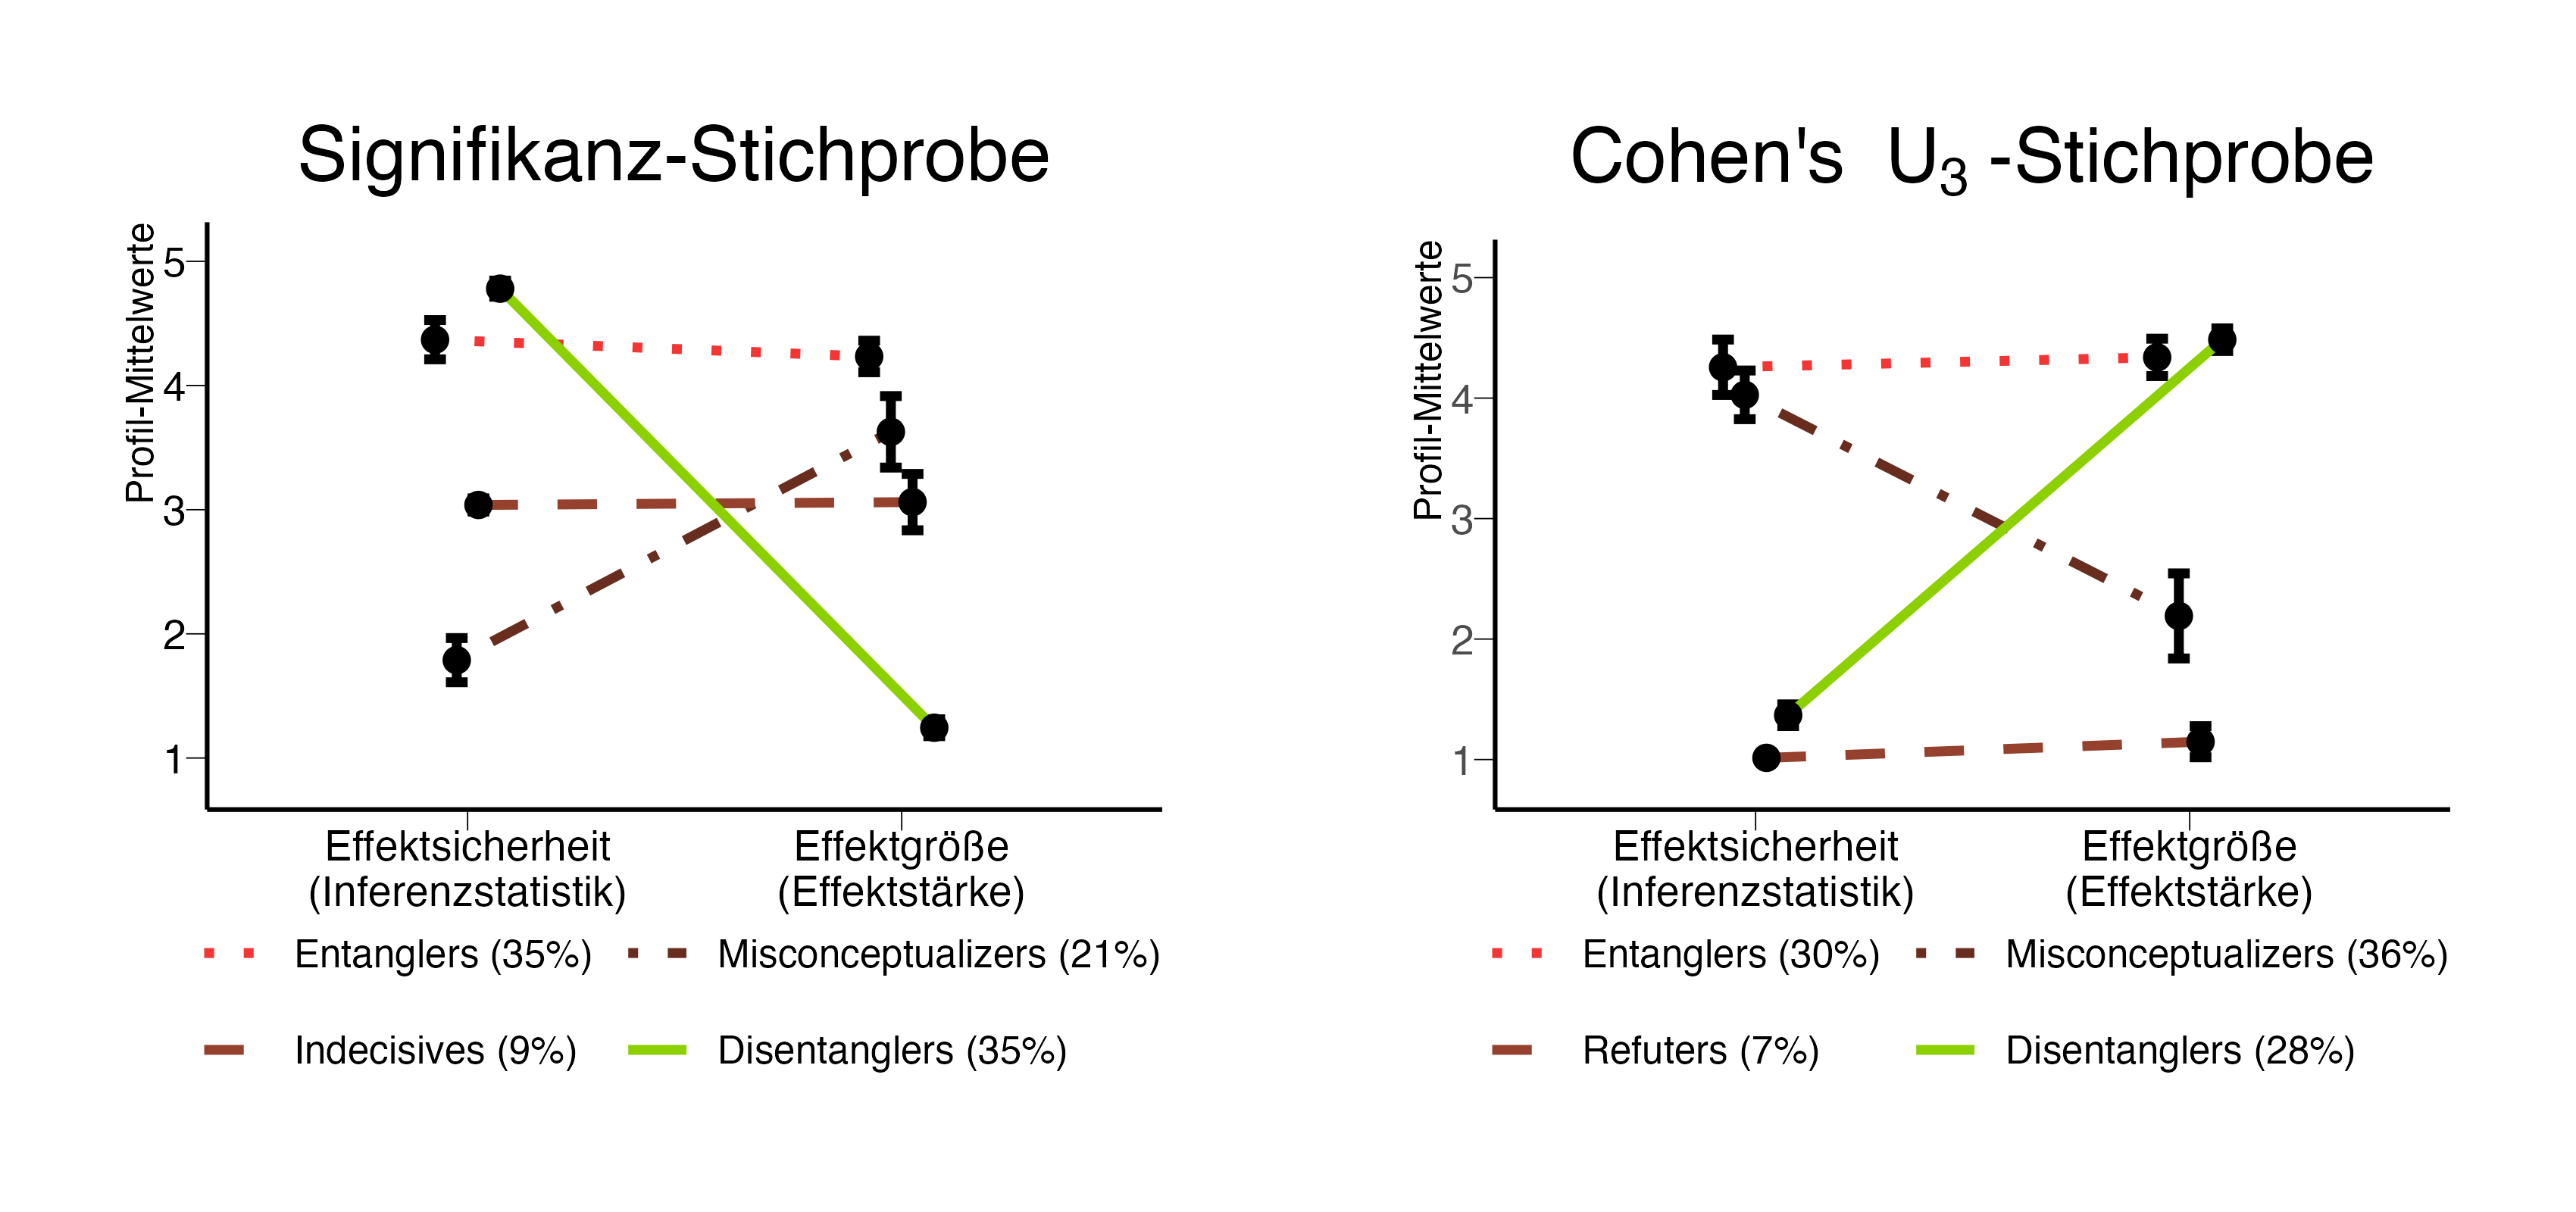 Signifikanz-Stichprobe
Profil-Mittelwerte
5
4
3
2
1
Effektsicherheit
(Inferenzstatistik)
Effektgröße
(Effektstärke)
Entanglers (35%)
Misconceptualizers (21%)
Indecisives (9%)
Disentanglers (35%)
Cohen's U₃ -Stichprobe
Profil-Mittelwerte
5
4
3
2
1
Effektsicherheit
(Inferenzstatistik)
Effektgröße
(Effektstärke)
Entanglers (30%)
Misconceptualizers (36%)
Refuters (7%)
Disentanglers (28%)